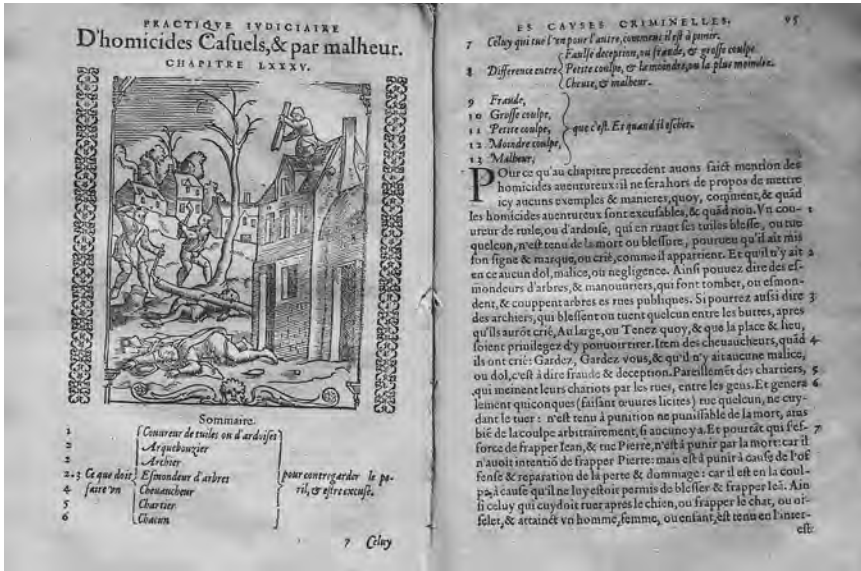 PRACTIQVE IVDICIAIRE
D'homicides Casuels, & par malheur.
CHAPITRE LXXXV.
Sommaire.
1 Couureur de tuiles ou d'ardoises
2 Arquebouzier
2 Archier
2.3 Ce que doit Esmondeur d'arbres pour contregarder le pe-
4 faire vn Cheuaucheur ril, & estre excusé.
5 Chartier
6 Chacun
7 Celuy
ES CAVSES CRIMINELLES. 95
7 Celuy qui tue l'vn pour l'autre, comment il est à punir.
Faulse deception, ou fraude, & grosse coulpe.
8 Difference entre Petite coulpe, & la moindre, ou la plus moindre.
Cheute, & malheur.
9 Fraude,
10 Grosse coulpe,
11 Petite coulpe, que c'est. Et quand il eschet.
12 Moindre coulpe,
13 Malheur,
POur ce qu'au chapitre precedent auons faict mention des
homicides auentureux: il ne sera hors de propos de mettre
icy aucuns exemples & manieres, quoy, comment, & quãd
les homicides auentureux sont excusables, & quãd non. Vn cou- 1
ureur de tuile, ou d'ardoise, qui en ruant ses tuiles blesse, ou tue
quelcun, n'est tenu de la mort ou blessure, pourueu qu'il ait mis
son signe & marque, ou crié, comme il appartient. Et qu'il n'y ait 2
en ce aucun dol, malice, ou negligence. Ainsi pouuez dire des es-
mondeurs d'arbres, & manouuriers, qui font tomber, ou esmon-
dent, & couppent arbres es rues publiques. Si pourrez aussi dire 3
des archiers, qui blessent ou tuent quelcun entre les buttes, apres
qu'ils aurõt crié, Au large, ou Tenez quoy, & que la place & lieu,
soient priuilegez d'y pouuoir tirer. Item des cheuaucheurs, quãd 4
ils ont crié: Gardez, Gardez vous, & qu'il n'y ait aucune malice,
ou dol, c'est à dire fraude & deception. Pareillemẽt des chartiers, 5
qui meinent leurs chariots par les rues, entre les gens. Et genera 6
lement quiconques (faisant œuures licites) tue quelcun, ne cuy-
dant le tuer: n'est tenu à punition ne punissable de la mort, ains
biẽ de la coulpe arbitrairement, si aucune y a. Et pourtãt qui s'es- 7
force de frapper Iean, & tue Pierre, n'est à punir par la mort: car il
n'auoit intentiõ de frapper Pierre: mais est à punir à cause de l'of
fense & reparation de la perte & dommage: car il est en la coul-
pe, à cause qu'il ne luy estoit permis de blesser & frapper Ieã. Ain
si celuy qui cuydoit ruer apres le chien, ou frapper le chat, ou oi-
selet, & attainct vn homme, femme, ou enfant, est tenu en l'inter-
est: